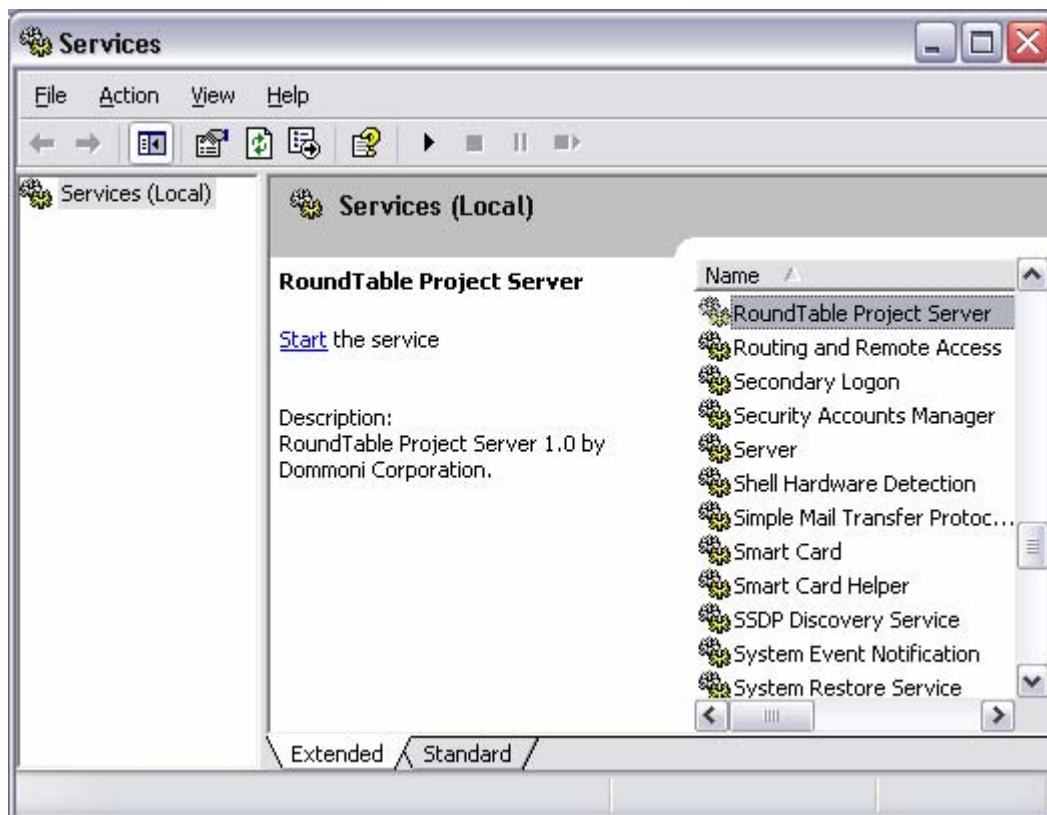 Services
File Action View Help
Services (Local)
Services (Local)
RoundTable Project Server
Start the service
Description:
RoundTable Project Server 1.0 by
Dommoni Corporation.
Name
RoundTable Project Server
Routing and Remote Access
Secondary Logon
Security Accounts Manager
Server
Shell Hardware Detection
Simple Mail Transfer Protoc...
Smart Card
Smart Card Helper
SSDP Discovery Service
System Event Notification
System Restore Service
Extended Standard